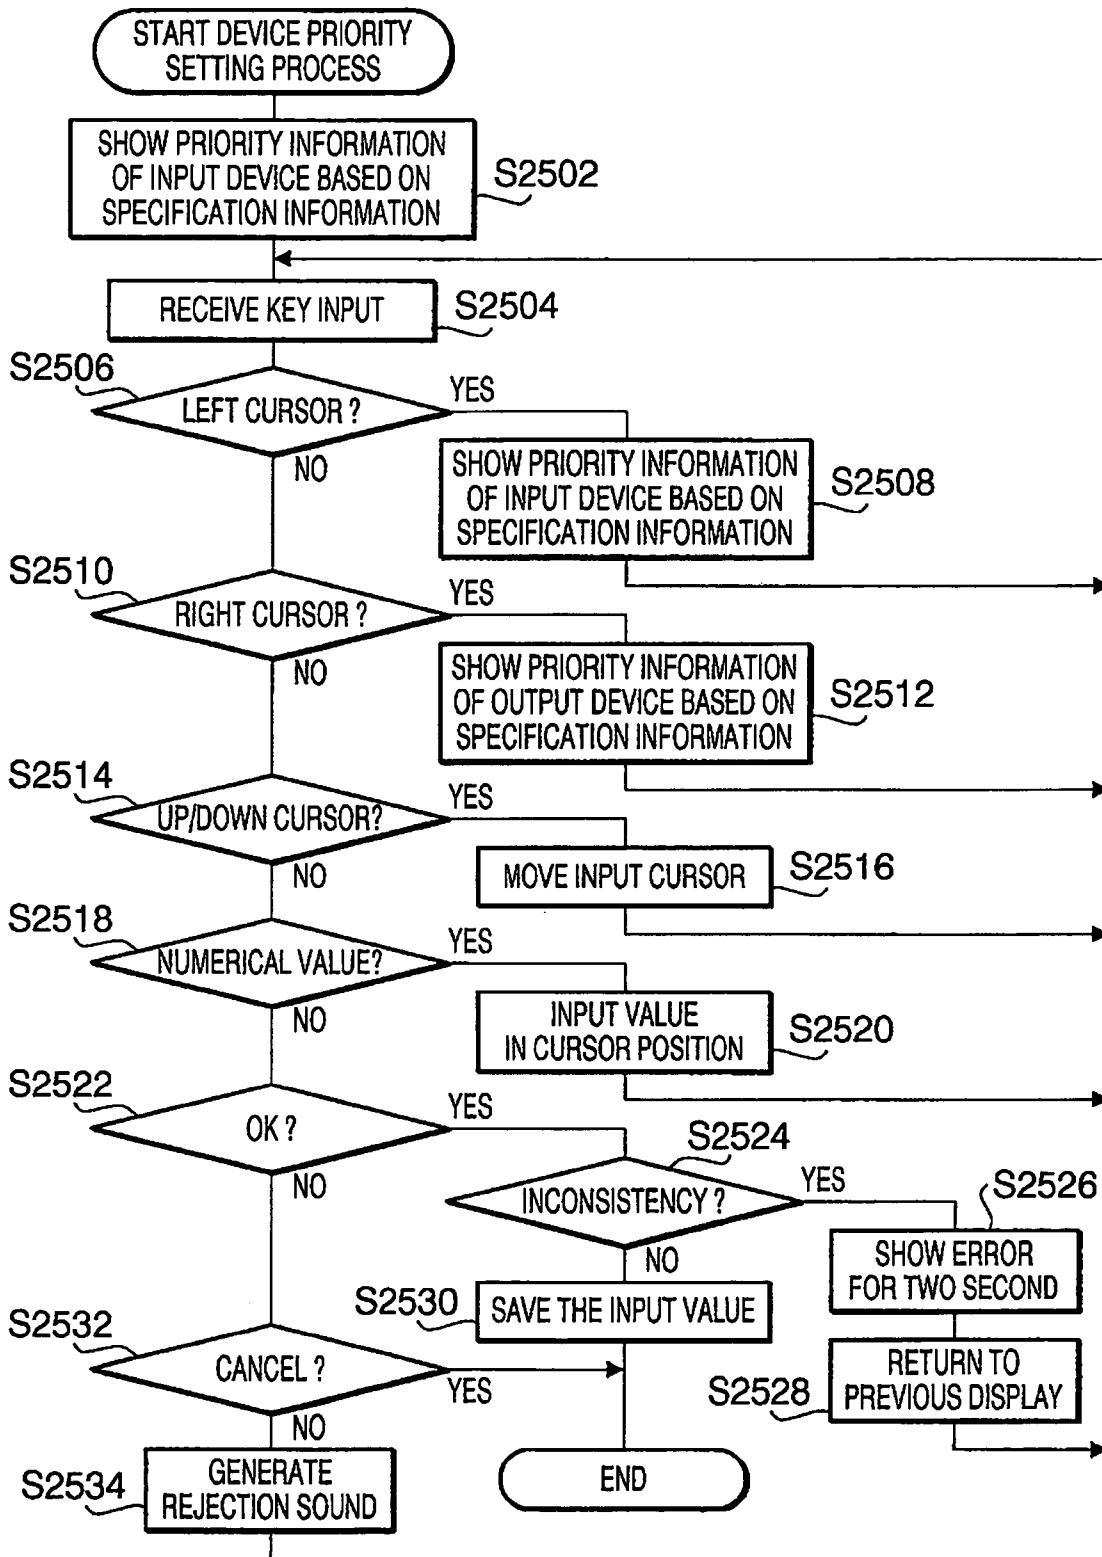 START DEVICE PRIORITY
SETTING PROCESS
SHOW PRIORITY INFORMATION
OF INPUT DEVICE BASED ON
SPECIFICATION INFORMATION
S2502
RECEIVE KEY INPUT
S2504
S2506
LEFT CURSOR ?
YES
NO
SHOW PRIORITY INFORMATION
OF INPUT DEVICE BASED ON
SPECIFICATION INFORMATION
S2508
S2510
RIGHT CURSOR ?
YES
NO
SHOW PRIORITY INFORMATION
OF OUTPUT DEVICE BASED ON
SPECIFICATION INFORMATION
S2512
S2514
UP/DOWN CURSOR?
YES
NO
MOVE INPUT CURSOR
S2516
S2518
NUMERICAL VALUE?
YES
NO
INPUT VALUE
IN CURSOR POSITION
S2520
S2522
OK ?
YES
NO
S2524
INCONSISTENCY ?
YES
NO
S2526
SHOW ERROR
FOR TWO SECOND
S2530
SAVE THE INPUT VALUE
RETURN TO
PREVIOUS DISPLAY
S2528
S2532
CANCEL ?
YES
NO
S2534
GENERATE
REJECTION SOUND
END